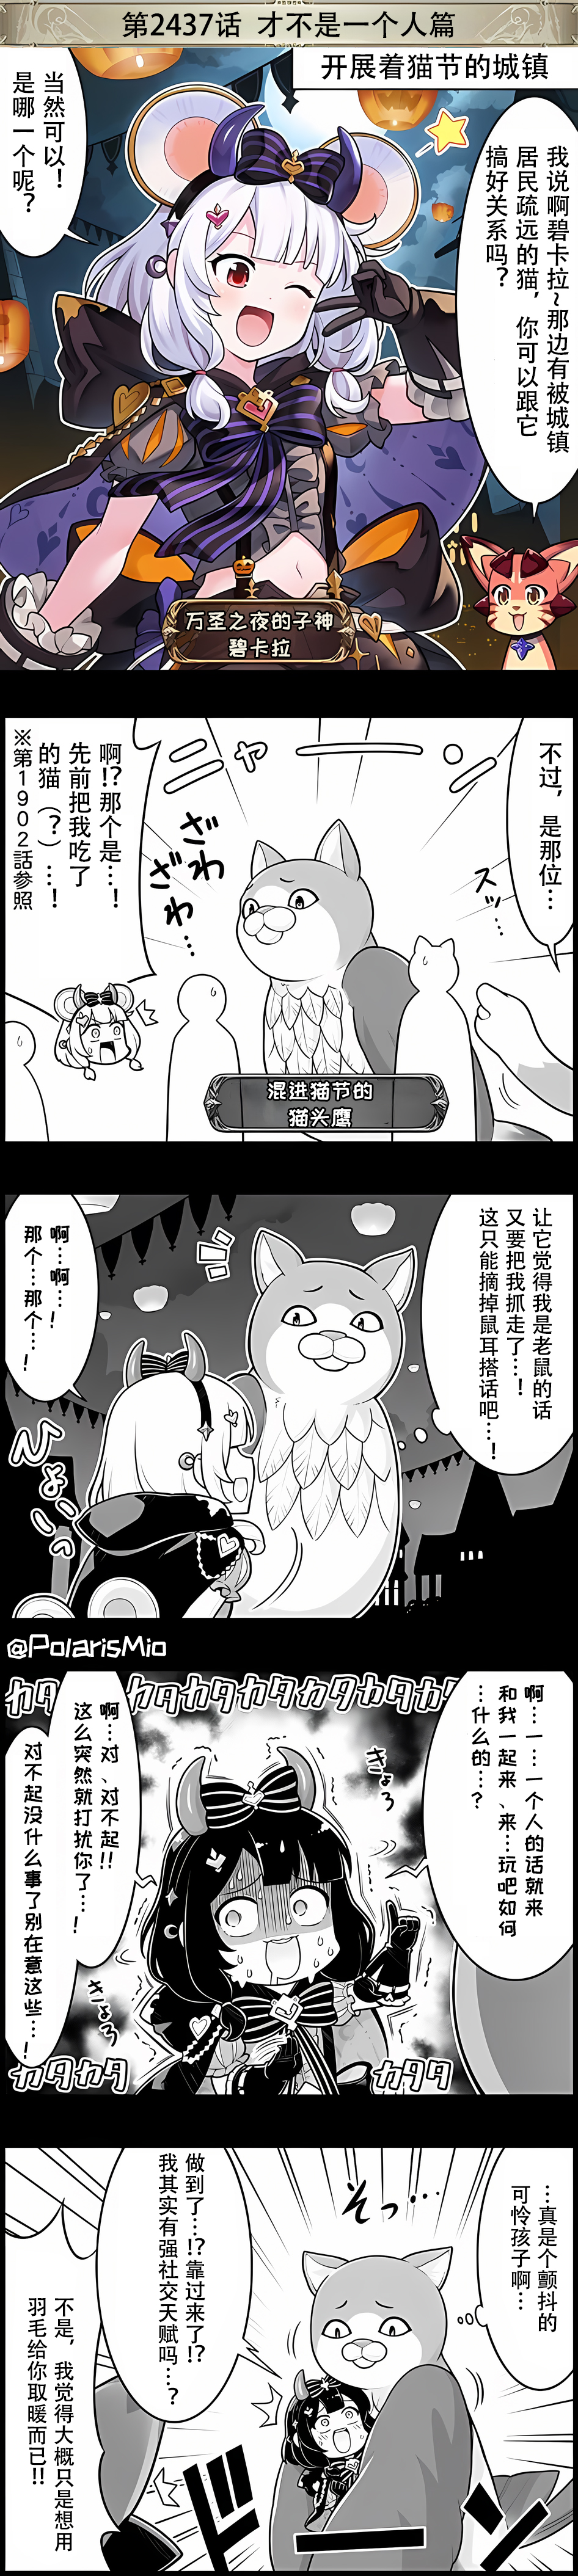 第2437话 才不是一个人篇
开展着猫节的城镇
我说啊碧卡拉~那边有被城镇
居民疏远的猫，你可以跟它
搞好关系吗？
当然可以！
是哪一个呢？
万圣之夜的子神
碧卡拉
不过，是那位…
スッ…
ニャーーん
ざわ
ざわ…
啊!?那个是…！
先前把我吃了
的猫（？）…！
※第1902話参照
混进猫节的
猫头鹰
让它觉得我是老鼠的话
又要把我抓走了…！
这只能摘掉鼠耳搭话吧…！
啊…啊…！
那个…那个…！
ひょいっ
@PolarisMio
カタカタカタカタカタカタカタカタ
啊…一…一个人的话就来
和我一起来、来…玩吧如何
…什么的…？
きょろ
啊…对、对不起!!
这么突然就打扰你了…！
对不起没什么事了别在意这些…！
きょろ
カタカタ
カタカタ
…真是个颤抖的
可怜孩子啊…
そっ…
做到了…!?靠过来了!?
我其实有强社交天赋吗…？
不是，我觉得大概只是想用
羽毛给你取暖而已!!
ドーン